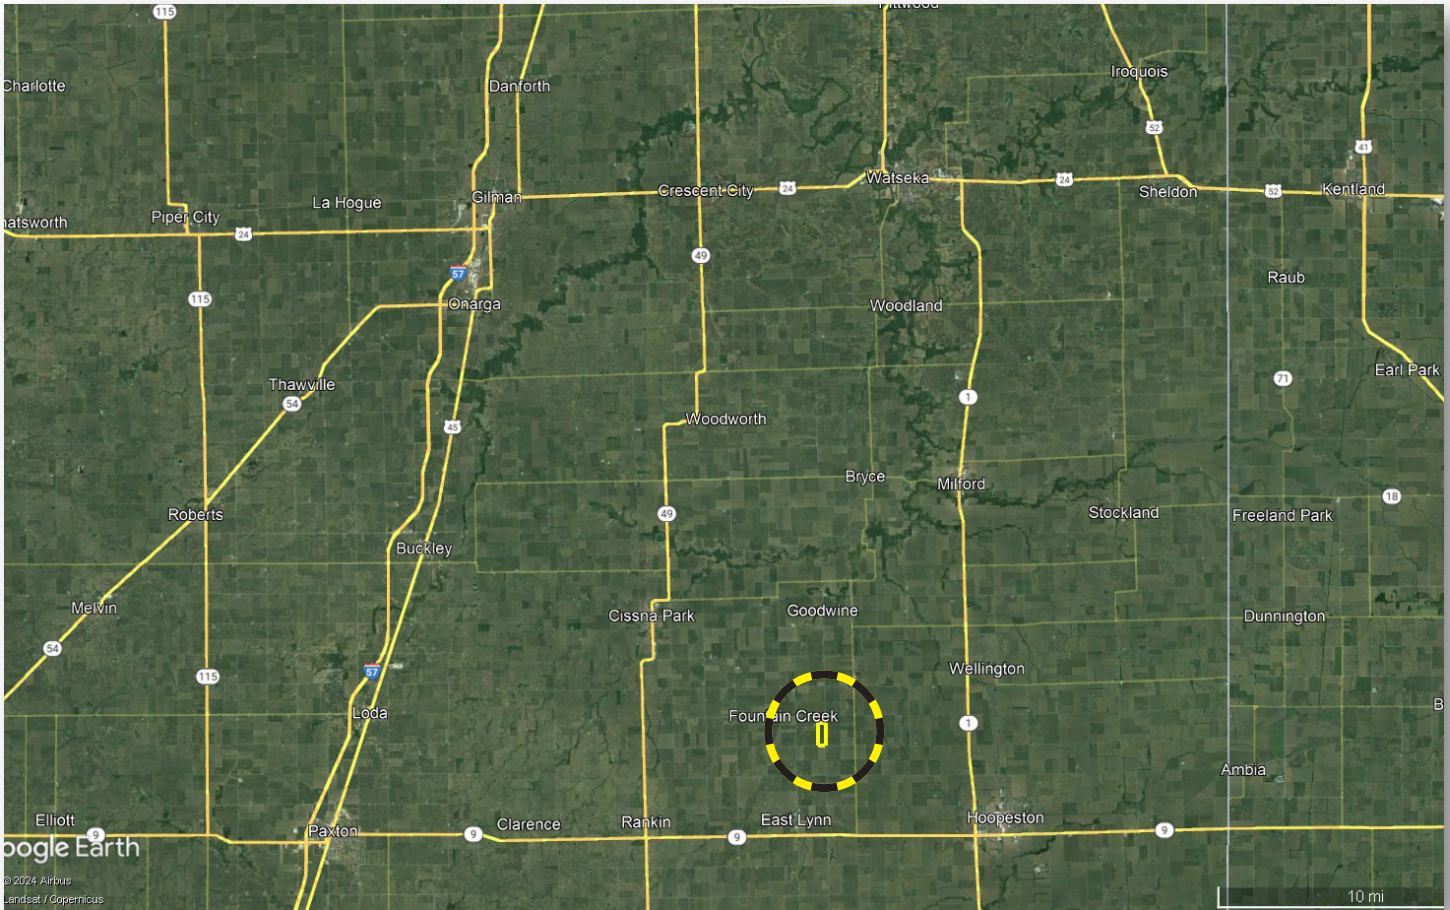 115
Pittwood
Charlotte
Danforth
Iroquois
52
41
Watseka
24
24
Crescent City
Sheldon
52
Kentland
Gilman
La Hogue
Piper City
hatsworth
24
49
57
Raub
115
Onarga
Woodland
Earl Park
71
Thawville
54
1
Woodworth
45
Bryce
Milford
18
Roberts
49
Stockland
Freeland Park
Buckley
Melvin
Cissna Park
Goodwine
Dunnington
54
57
115
Wellington
B
Loda
Fountain Creek
1
Ambia
Elliott
9
Paxton
9
Clarence
Rankin
9
East Lynn
Hoopeston
9
oogle Earth
© 2024 Airbus
Landsat / Copernicus
10 mi